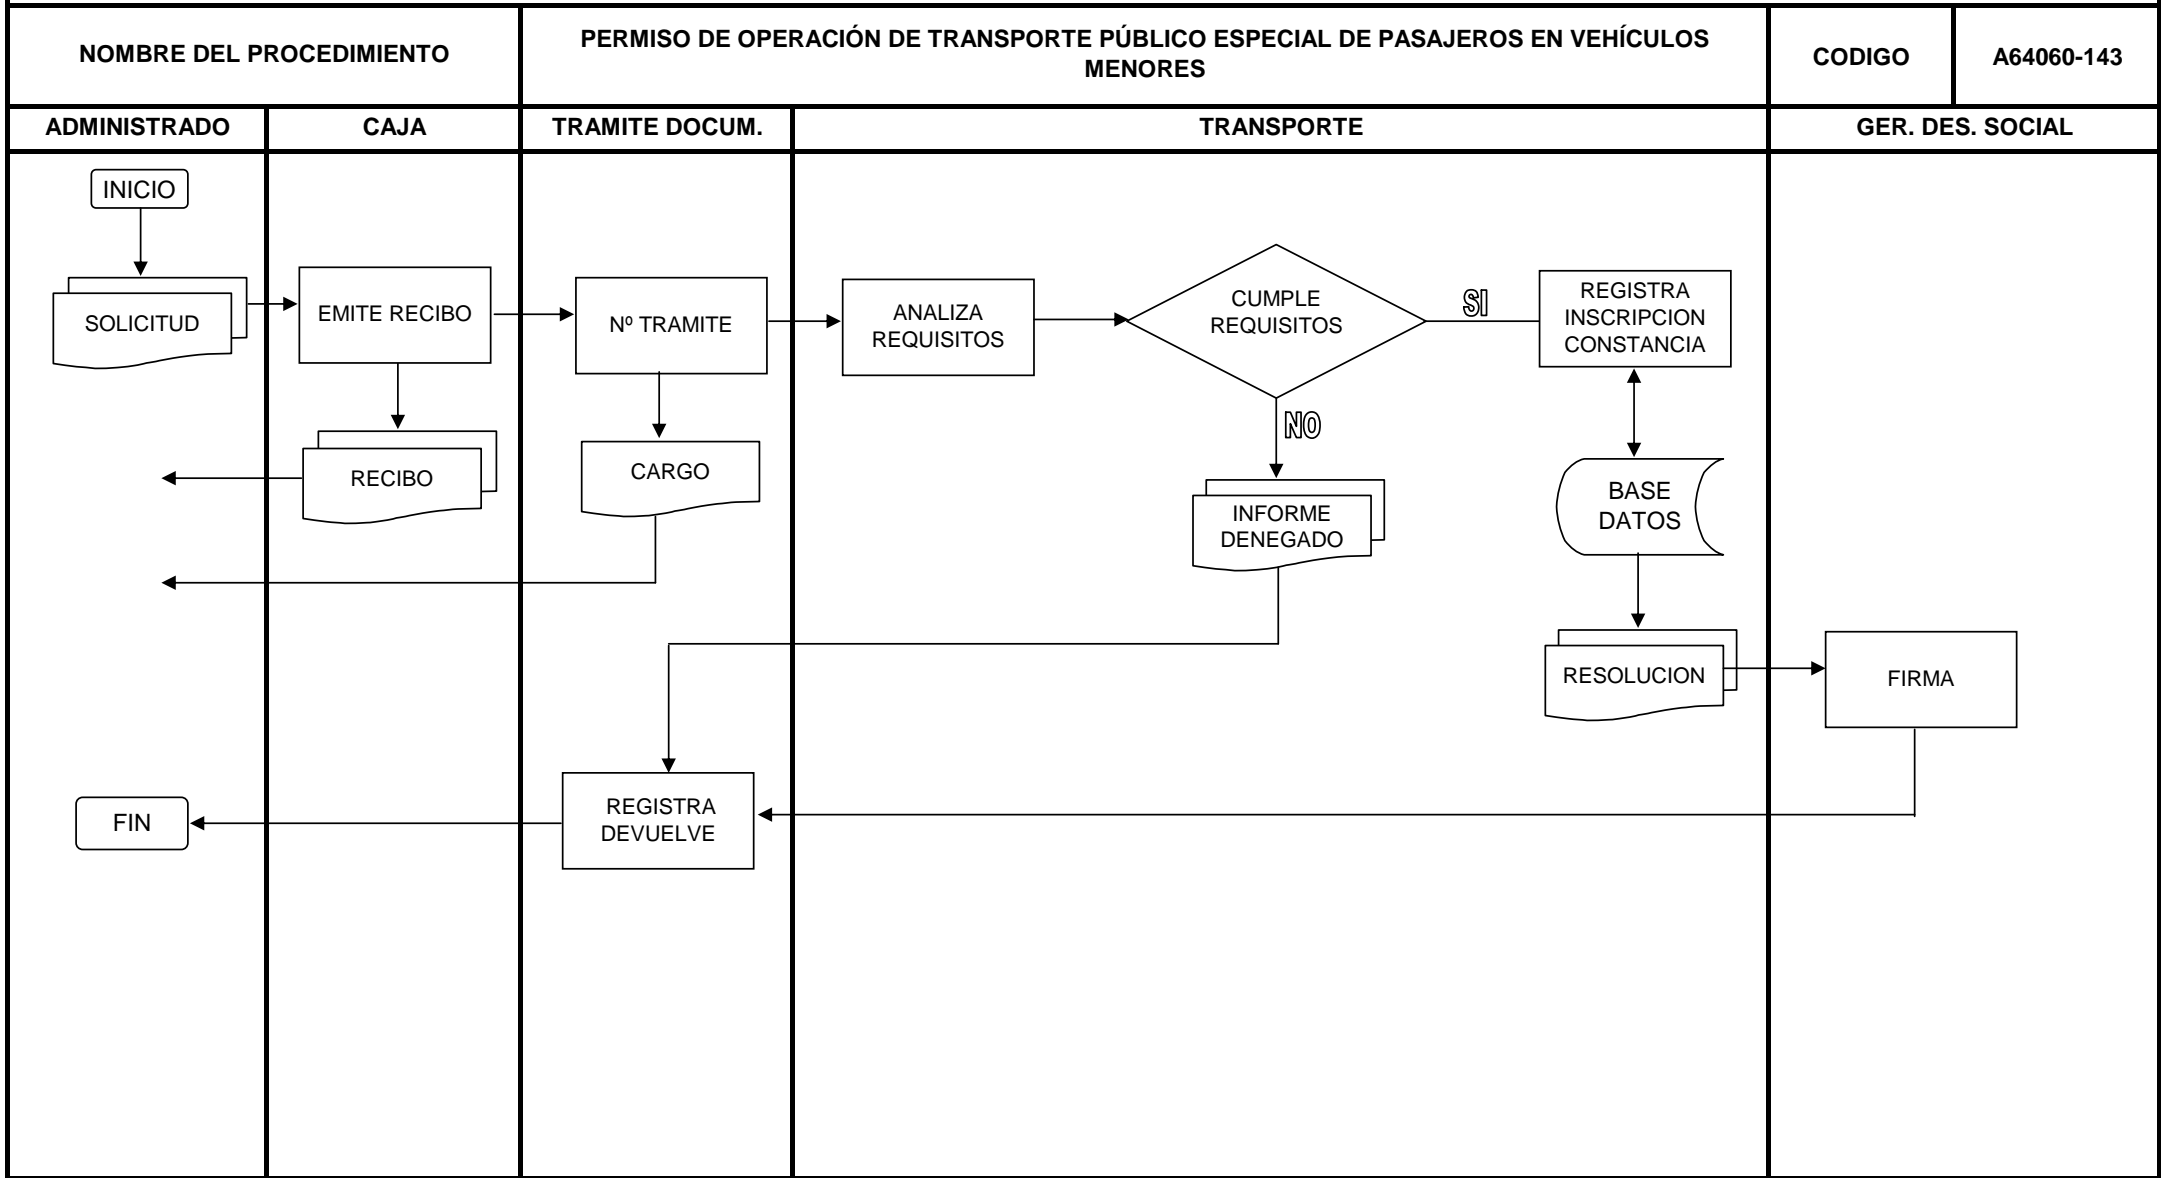 NOMBRE DEL PROCEDIMIENTO
PERMISO DE OPERACIÓN DE TRANSPORTE PÚBLICO ESPECIAL DE PASAJEROS EN VEHÍCULOS
MENORES
CODIGO
A64060-143
ADMINISTRADO
CAJA
TRAMITE DOCUM.
TRANSPORTE
GER. DES. SOCIAL
INICIO
SOLICITUD
EMITE RECIBO
Nº TRAMITE
ANALIZA
REQUISITOS
CUMPLE
REQUISITOS
SI
REGISTRA
INSCRIPCION
CONSTANCIA
NO
RECIBO
CARGO
INFORME
DENEGADO
BASE
DATOS
RESOLUCION
FIRMA
REGISTRA
DEVUELVE
FIN